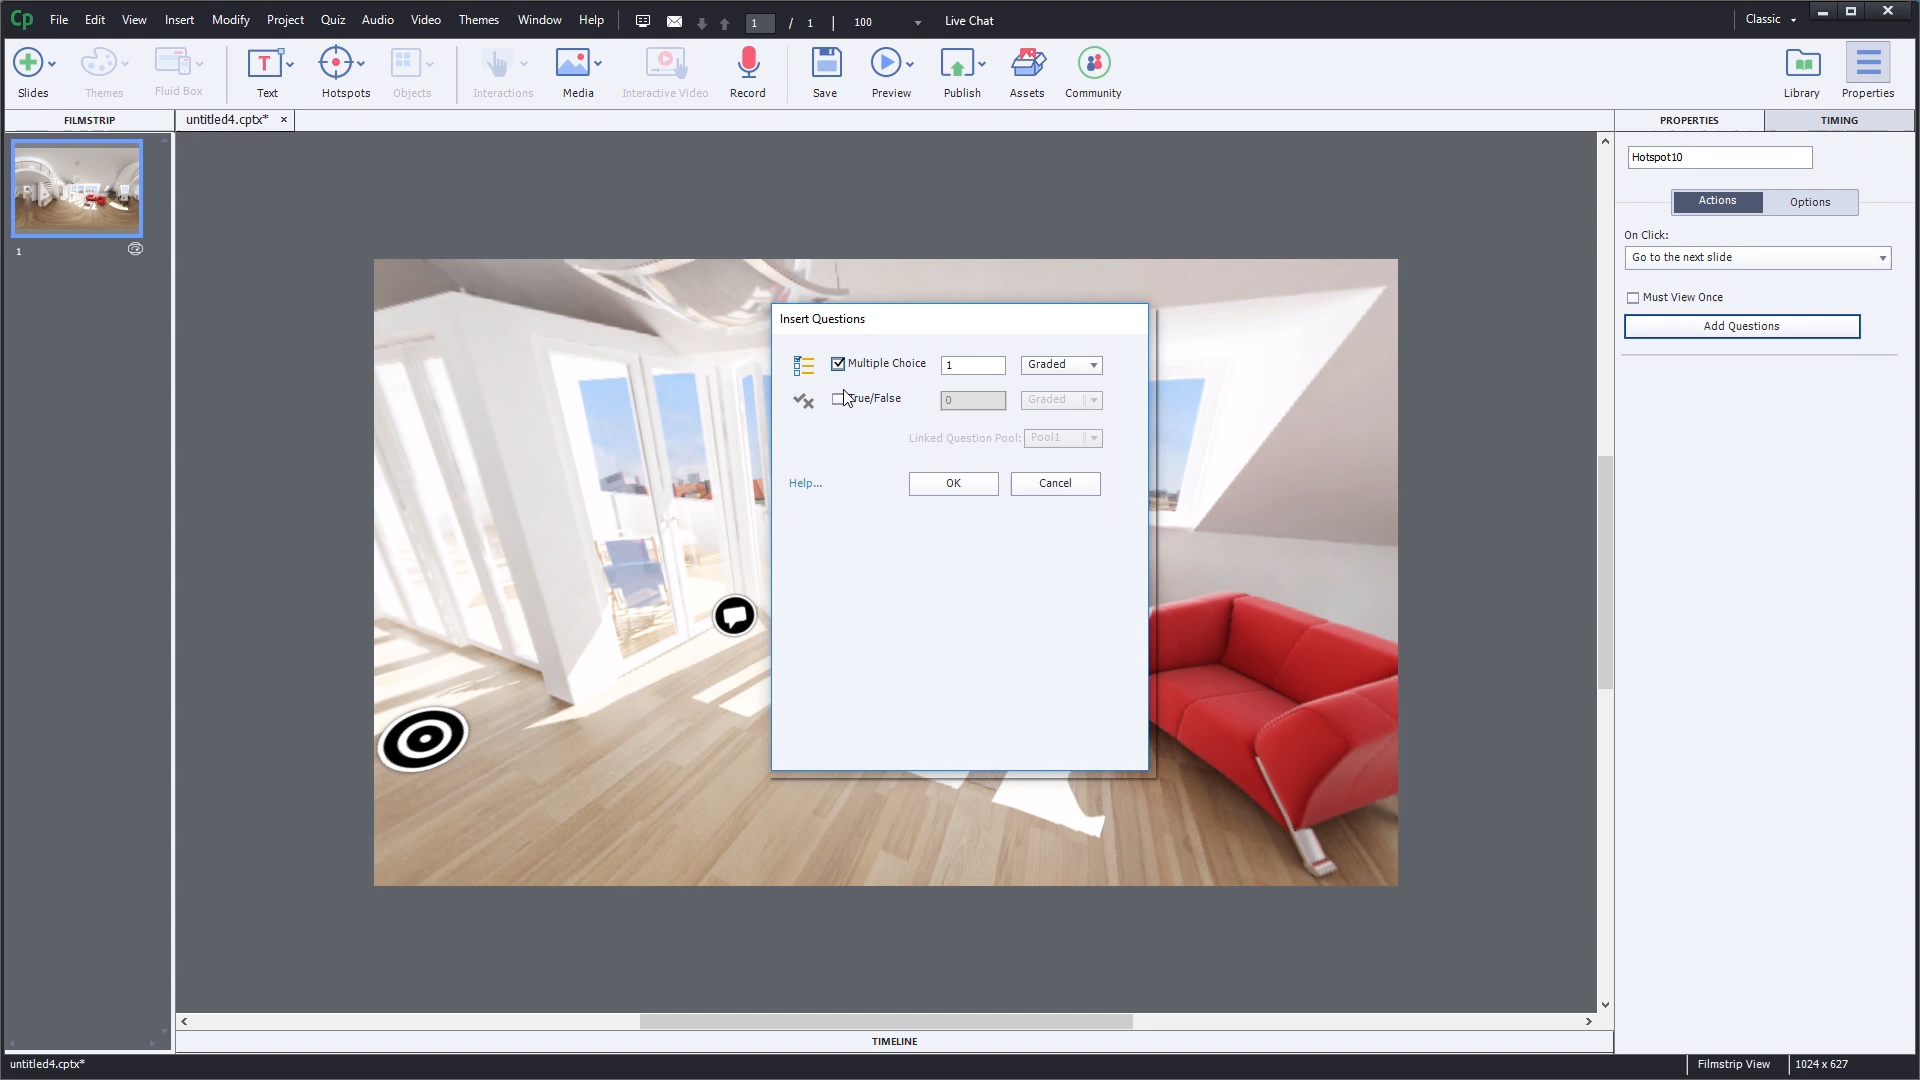 Cp File Edit View Insert Modify Project Quiz Audio Video Themes Window Help 1 / 1 100 Live Chat Classic
Slides Themes Fluid Box Text Hotspots Objects Interactions Media Interactive Video Record Save Preview Publish Assets Community Library Properties
FILMSTRIP untitled4.cptx* × PROPERTIES TIMING
Hotspot10
Actions Options
On Click:
Go to the next slide
Must View Once
Add Questions
1
Insert Questions
Multiple Choice 1 Graded
True/False 0 Graded
Linked Question Pool: Pool1
Help... OK Cancel
TIMELINE
untitled4.cptx* Filmstrip View 1024 x 627